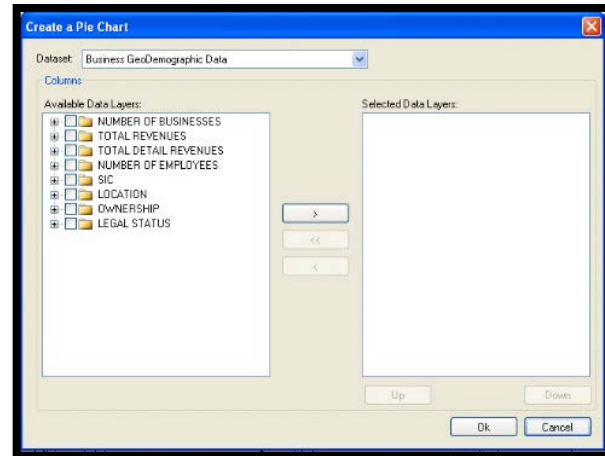 Create a Pie Chart
Dataset: Business GeoDemographic Data
Columns
Available Data Layers:
NUMBER OF BUSINESSES
TOTAL REVENUES
TOTAL DETAIL REVENUES
NUMBER OF EMPLOYEES
SIC
LOCATION
OWNERSHIP
LEGAL STATUS
>
<<
<
Selected Data Layers:
Up
Down
Ok
Cancel